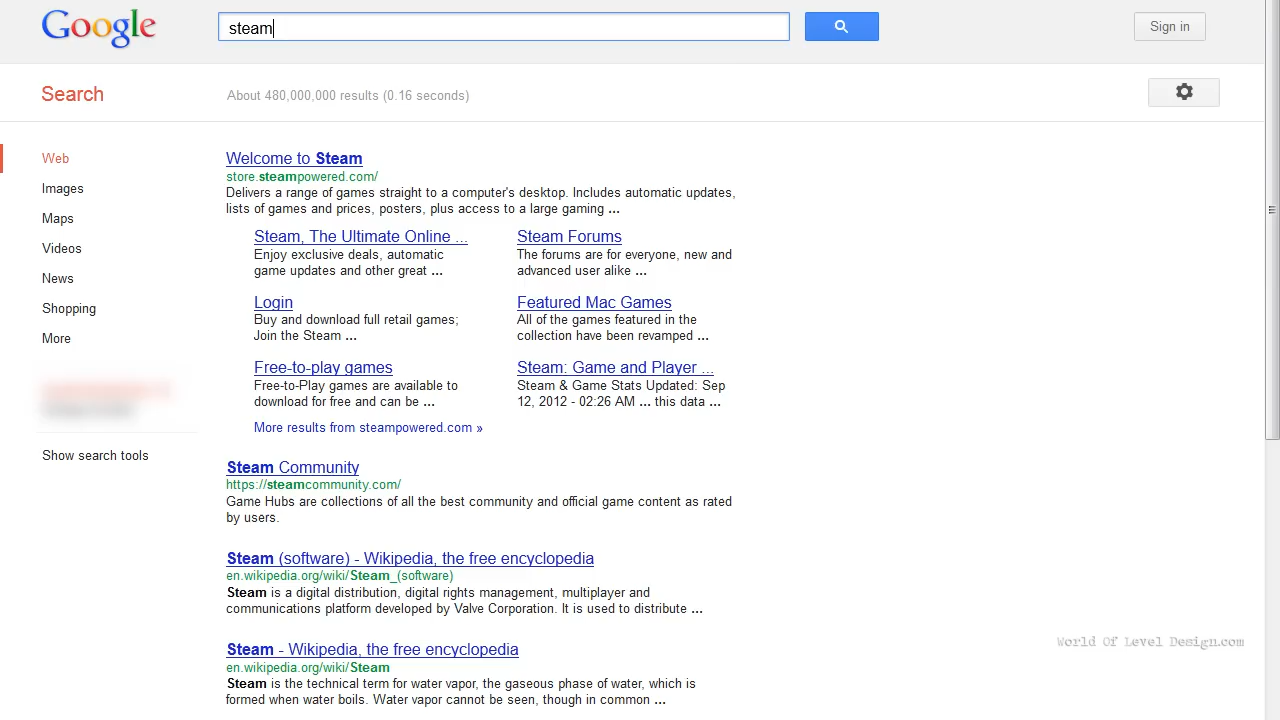 Google
steam
Sign in
Search
About 480,000,000 results (0.16 seconds)
Web
Images
Maps
Videos
News
Shopping
More
Show search tools
Welcome to Steam
store.steampowered.com/
Delivers a range of games straight to a computer's desktop. Includes automatic updates,
lists of games and prices, posters, plus access to a large gaming ...
Steam, The Ultimate Online ...
Enjoy exclusive deals, automatic
game updates and other great ...
Steam Forums
The forums are for everyone, new and
advanced user alike ...
Login
Buy and download full retail games;
Join the Steam ...
Featured Mac Games
All of the games featured in the
collection have been revamped ...
Free-to-play games
Free-to-Play games are available to
download for free and can be ...
Steam: Game and Player ...
Steam & Game Stats Updated: Sep
12, 2012 - 02:26 AM ... this data ...
More results from steampowered.com »
Steam Community
https://steamcommunity.com/
Game Hubs are collections of all the best community and official game content as rated
by users.
Steam (software) - Wikipedia, the free encyclopedia
en.wikipedia.org/wiki/Steam_(software)
Steam is a digital distribution, digital rights management, multiplayer and
communications platform developed by Valve Corporation. It is used to distribute ...
Steam - Wikipedia, the free encyclopedia
en.wikipedia.org/wiki/Steam
Steam is the technical term for water vapor, the gaseous phase of water, which is
formed when water boils. Water vapor cannot be seen, though in common ...
World Of Level Design.com